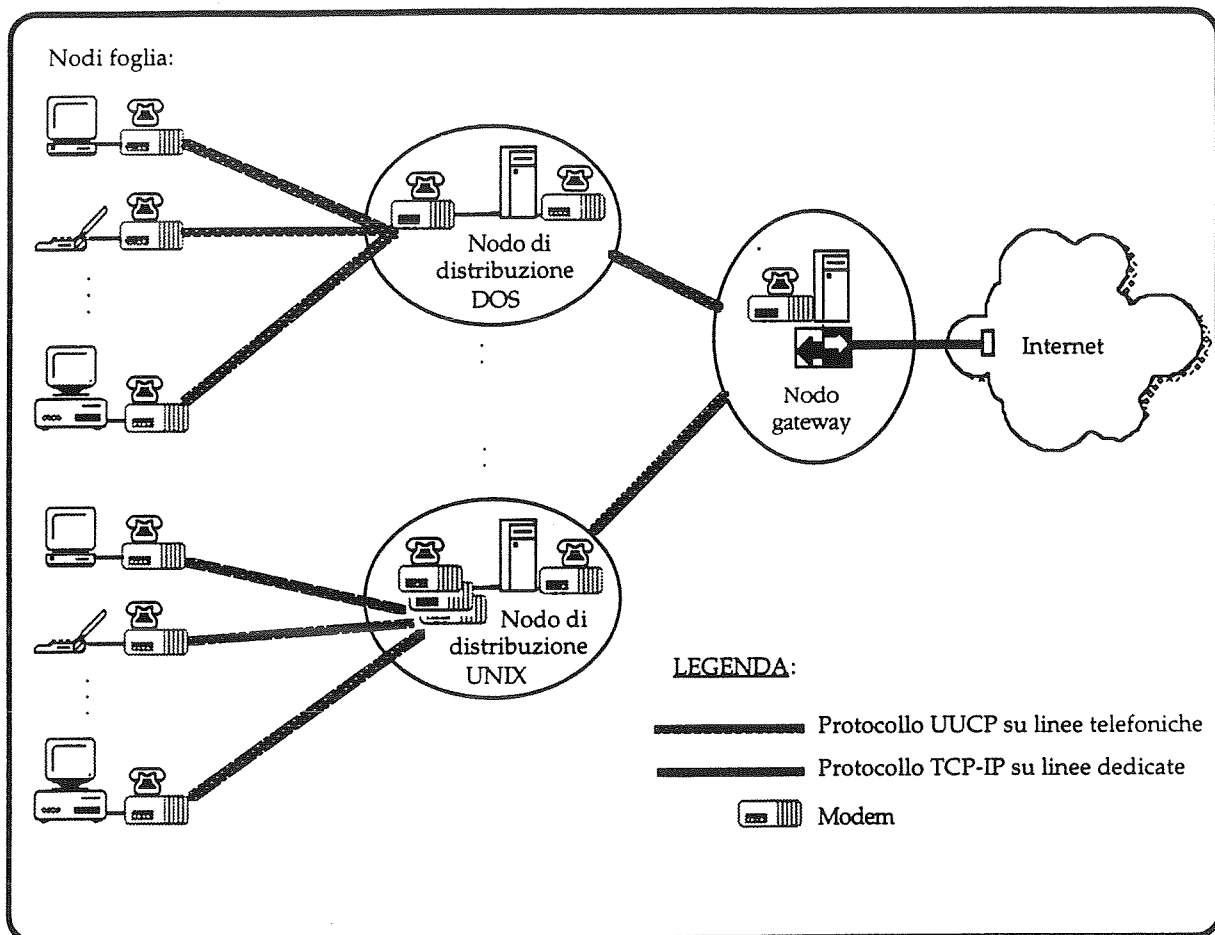 Nodi foglia:
Nodo di
distribuzione
DOS
Nodo
gateway
Internet
Nodo di
distribuzione
UNIX
LEGENDA:
Protocollo UUCP su linee telefoniche
Protocollo TCP-IP su linee dedicate
Modem